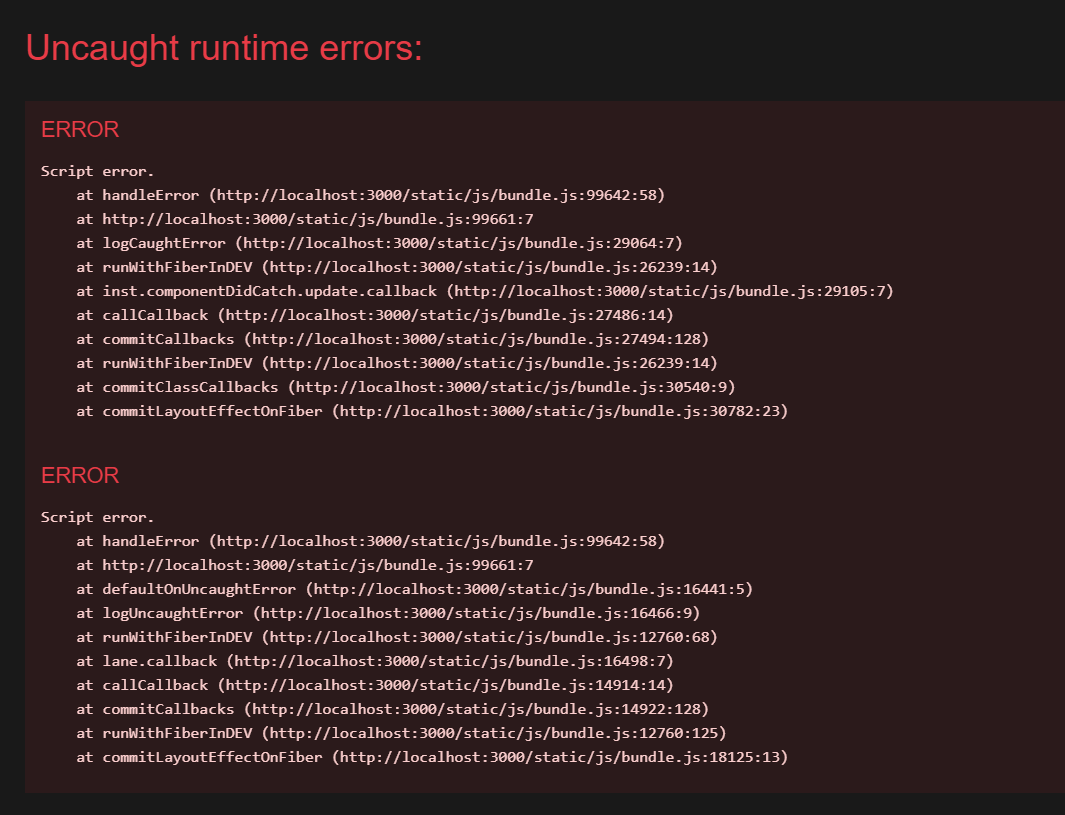 Uncaught runtime errors:
ERROR
Script error.
at handleError (http://localhost:3000/static/js/bundle.js:99642:58)
at http://localhost:3000/static/js/bundle.js:99661:7
at logCaughtError (http://localhost:3000/static/js/bundle.js:29064:7)
at runWithFiberInDEV (http://localhost:3000/static/js/bundle.js:26239:14)
at inst.componentDidCatch.update.callback (http://localhost:3000/static/js/bundle.js:29105:7)
at callCallback (http://localhost:3000/static/js/bundle.js:27486:14)
at commitCallbacks (http://localhost:3000/static/js/bundle.js:27494:128)
at runWithFiberInDEV (http://localhost:3000/static/js/bundle.js:26239:14)
at commitClassCallbacks (http://localhost:3000/static/js/bundle.js:30540:9)
at commitLayoutEffectOnFiber (http://localhost:3000/static/js/bundle.js:30782:23)
ERROR
Script error.
at handleError (http://localhost:3000/static/js/bundle.js:99642:58)
at http://localhost:3000/static/js/bundle.js:99661:7
at defaultOnUncaughtError (http://localhost:3000/static/js/bundle.js:16441:5)
at logUncaughtError (http://localhost:3000/static/js/bundle.js:16466:9)
at runWithFiberInDEV (http://localhost:3000/static/js/bundle.js:12760:68)
at lane.callback (http://localhost:3000/static/js/bundle.js:16498:7)
at callCallback (http://localhost:3000/static/js/bundle.js:14914:14)
at commitCallbacks (http://localhost:3000/static/js/bundle.js:14922:128)
at runWithFiberInDEV (http://localhost:3000/static/js/bundle.js:12760:125)
at commitLayoutEffectOnFiber (http://localhost:3000/static/js/bundle.js:18125:13)